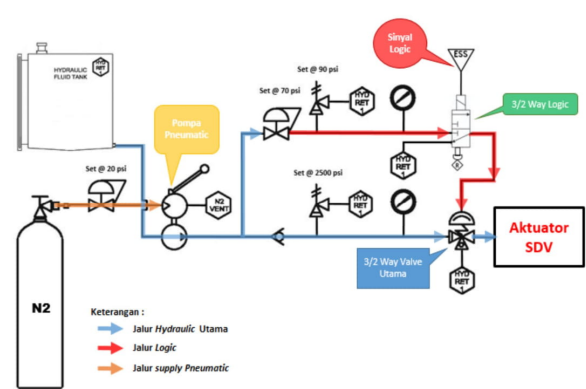 HYDRAULIC
FLUID TANK
HYD
RET
1
Pompa
Pneumatic
Set @ 20 psi
N2
VENT
N2
Set @ 70 psi
Set @ 90 psi
HYD
RET
1
Sinyal
Logic
ESS
3/2 Way Logic
R
HYD
RET
1
Set @ 2500 psi
HYD
RET
1
3/2 Way Valve
Utama
HYD
RET
1
Aktuator
SDV
Keterangan :
Jalur Hydraulic Utama
Jalur Logic
Jalur supply Pneumatic